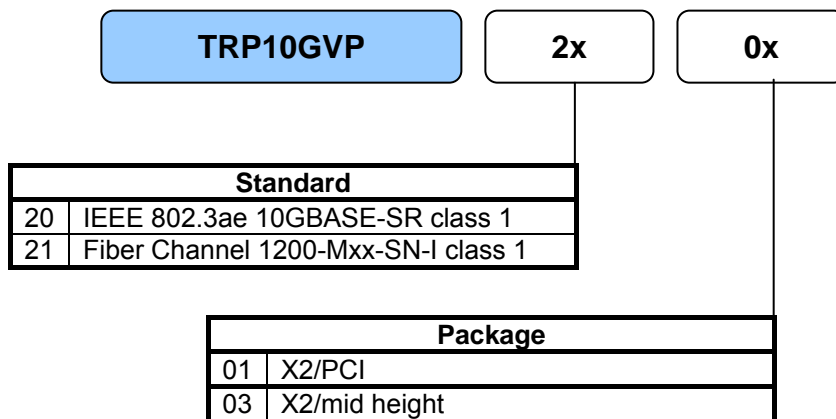 TRP10GVP 2x 0x
Standard
20 IEEE 802.3ae 10GBASE-SR class 1
21 Fiber Channel 1200-Mxx-SN-I class 1
Package
01 X2/PCI
03 X2/mid height